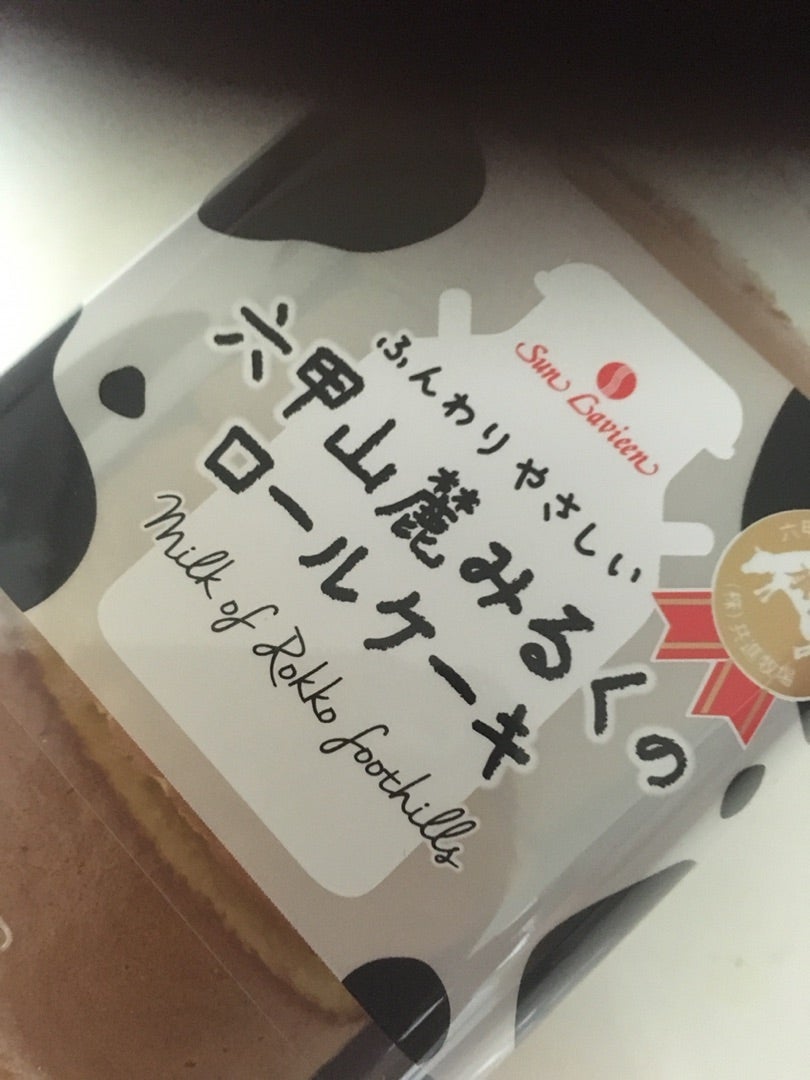 Sun Lavieen
ふんわりやさしい
六甲山麓みるくの
ロールケーキ
Milk of Rokko foothills